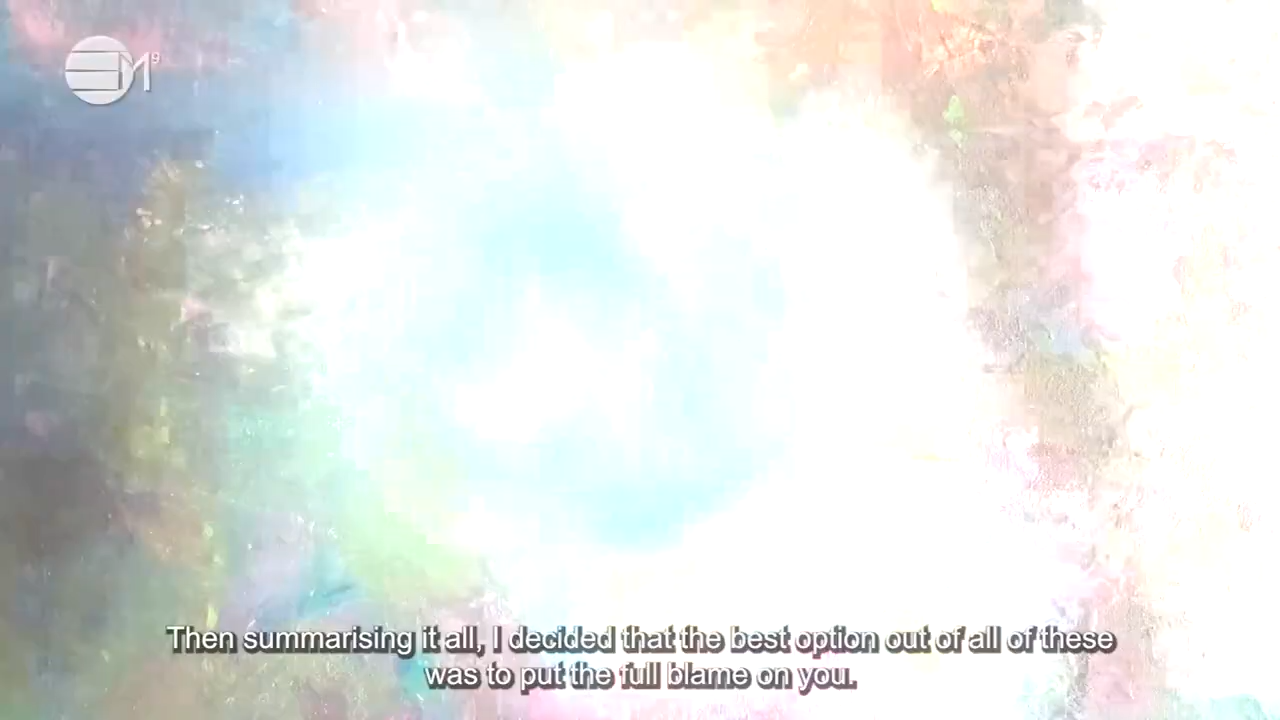 EM9
Then summarising it all, I decided that the best option out of all of these
was to put the full blame on you.